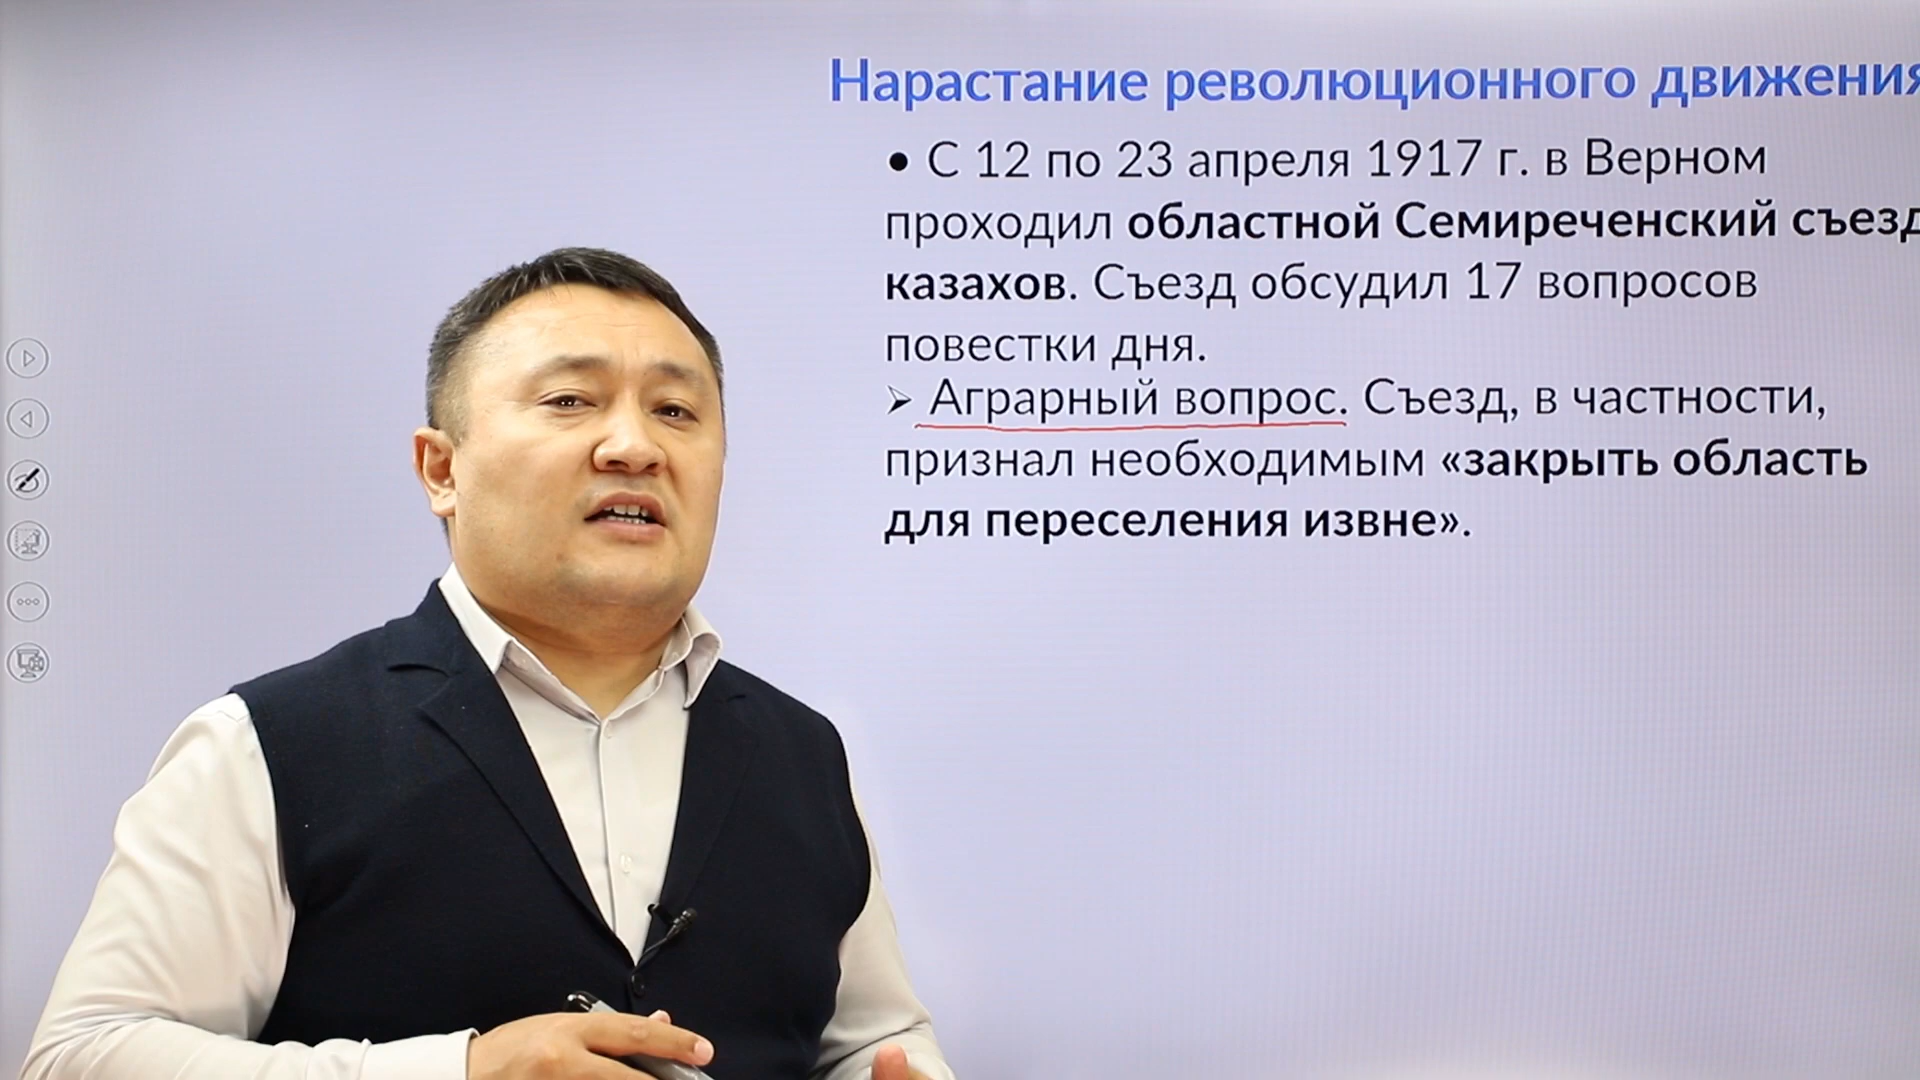 Нарастание революционного движения
• С 12 по 23 апреля 1917 г. в Верном
проходил областной Семиреченский съезд
казахов. Съезд обсудил 17 вопросов
повестки дня.
➢ Аграрный вопрос. Съезд, в частности,
признал необходимым «закрыть область
для переселения извне».